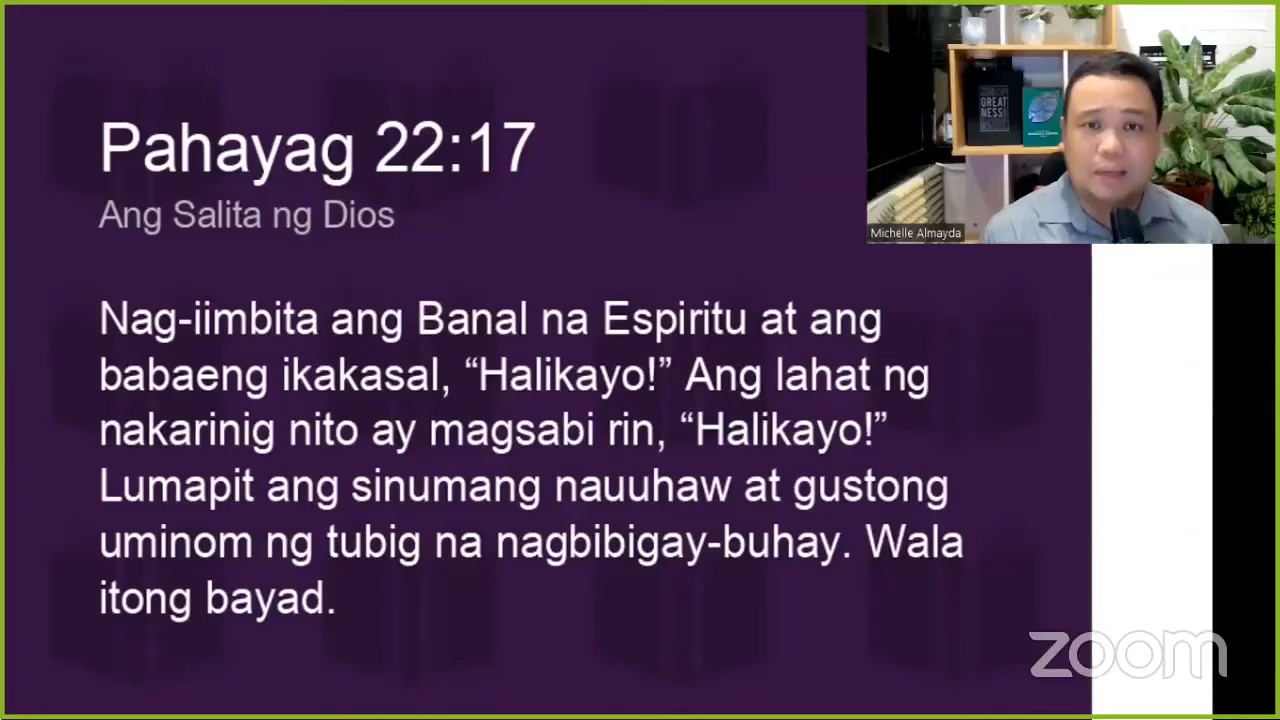 Pahayag 22:17
Ang Salita ng Dios
Nag-iimbita ang Banal na Espiritu at ang
babaeng ikakasal, “Halikayo!” Ang lahat ng
nakarinig nito ay magsabi rin, “Halikayo!”
Lumapit ang sinumang nauuhaw at gustong
uminom ng tubig na nagbibigay-buhay. Wala
itong bayad.
GREAT
NESS!
Michelle Almayda
zoom